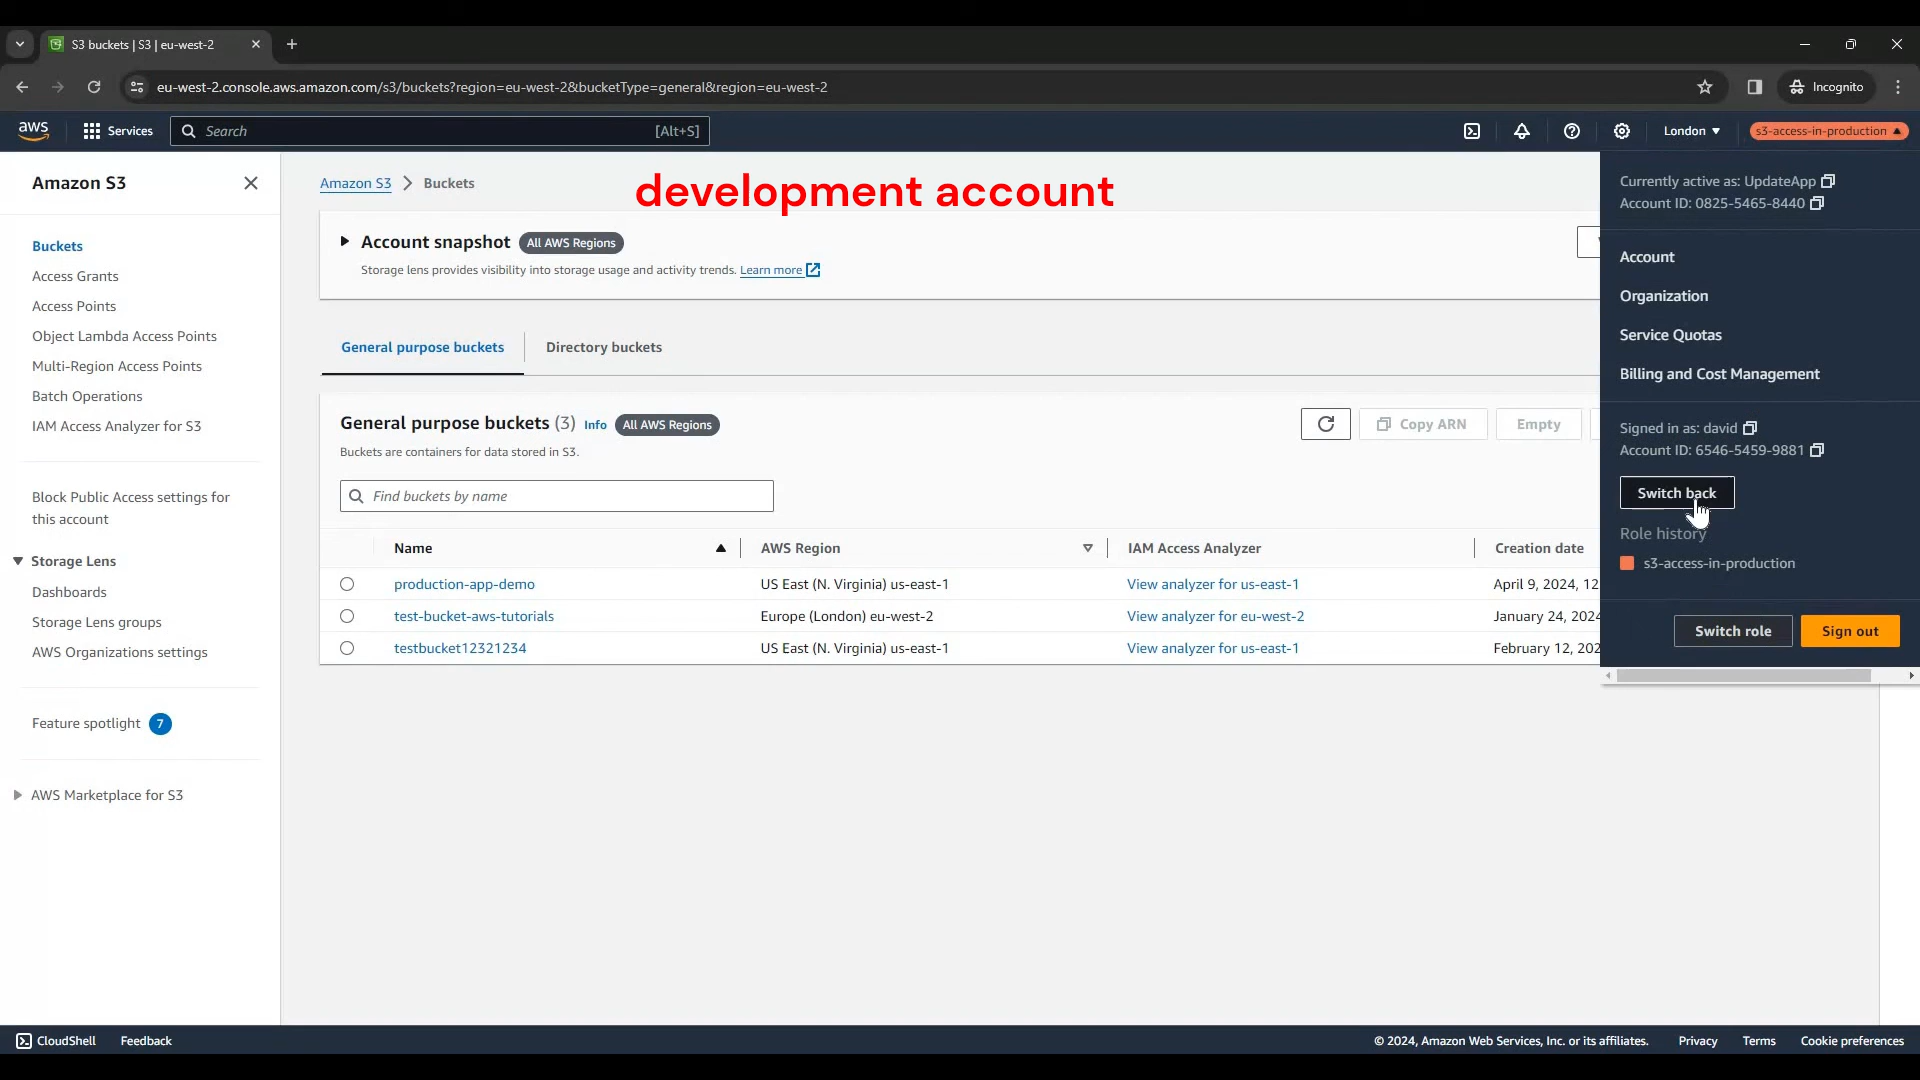 S3 buckets | S3 | eu-west-2
eu-west-2.console.aws.amazon.com/s3/buckets?region=eu-west-2&bucketType=general&region=eu-west-2
Incognito
aws
Services
Search
[Alt+S]
London
s3-access-in-production
Amazon S3
Buckets
Access Grants
Access Points
Object Lambda Access Points
Multi-Region Access Points
Batch Operations
IAM Access Analyzer for S3
Block Public Access settings for
this account
Storage Lens
Dashboards
Storage Lens groups
AWS Organizations settings
Feature spotlight 7
AWS Marketplace for S3
Amazon S3 > Buckets
development account
Account snapshot All AWS Regions
Storage lens provides visibility into storage usage and activity trends. Learn more
General purpose buckets
Directory buckets
General purpose buckets (3) Info All AWS Regions
Buckets are containers for data stored in S3.
Copy ARN
Empty
Find buckets by name
Name AWS Region IAM Access Analyzer Creation date
production-app-demo US East (N. Virginia) us-east-1 View analyzer for us-east-1 April 9, 2024, 12
test-bucket-aws-tutorials Europe (London) eu-west-2 View analyzer for eu-west-2 January 24, 2024
testbucket12321234 US East (N. Virginia) us-east-1 View analyzer for us-east-1 February 12, 202
Currently active as: UpdateApp
Account ID: 0825-5465-8440
Account
Organization
Service Quotas
Billing and Cost Management
Signed in as: david
Account ID: 6546-5459-9881
Switch back
Role history
s3-access-in-production
Switch role
Sign out
CloudShell
Feedback
© 2024, Amazon Web Services, Inc. or its affiliates.
Privacy
Terms
Cookie preferences